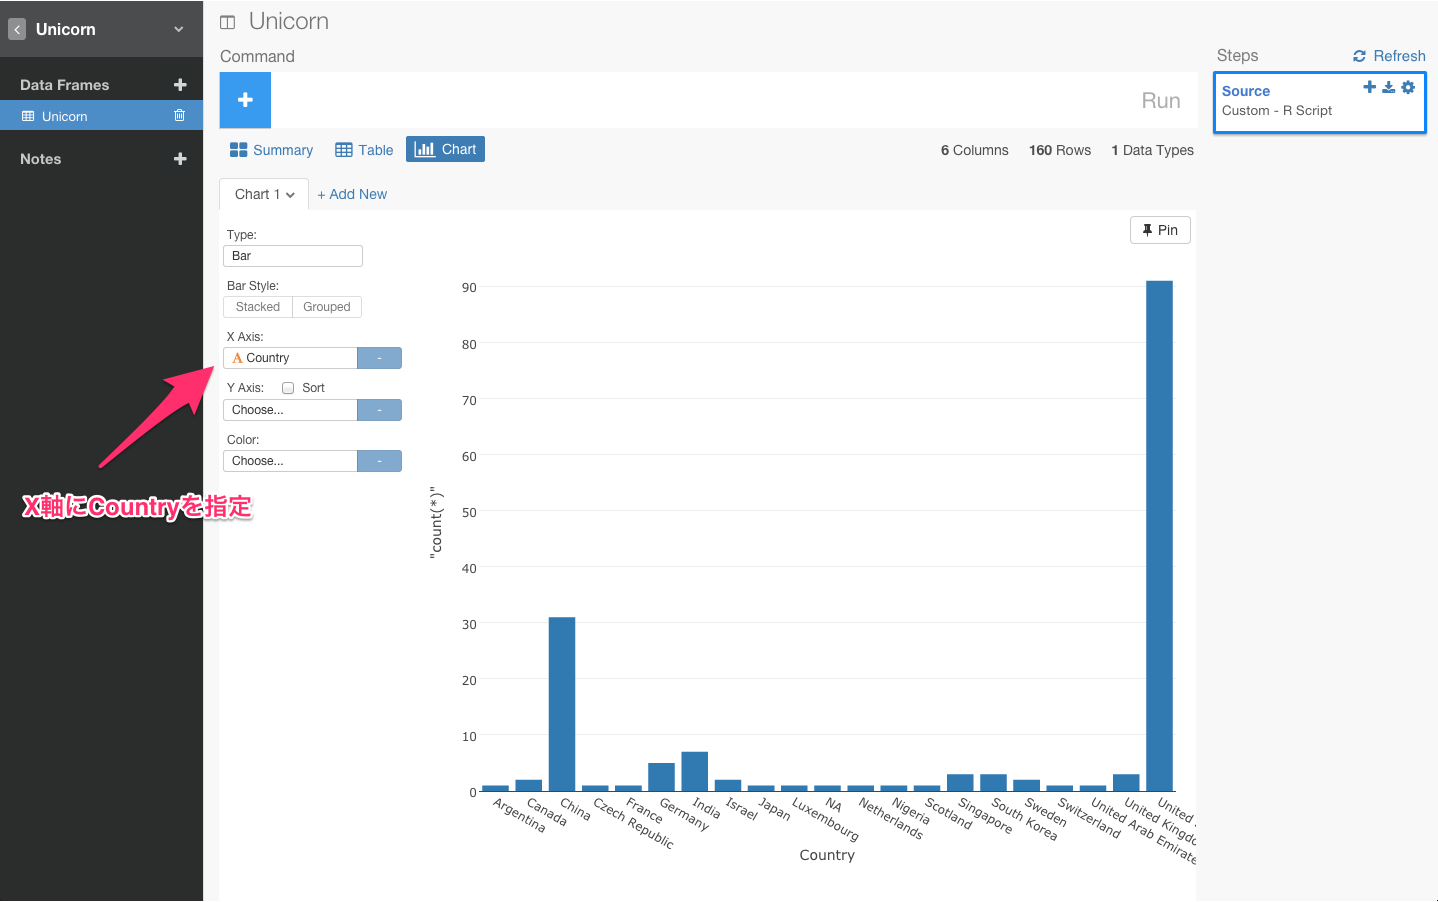 Unicorn
Data Frames
Unicorn
Notes
Unicorn
Command
Run
Summary
Table
Chart
6 Columns 160 Rows 1 Data Types
Chart 1
+ Add New
Pin
Type:
Bar
Bar Style:
Stacked Grouped
X Axis:
A Country -
Y Axis: Sort
Choose... -
Color:
Choose... -
X軸にCountryを指定
"count(*)"
90
80
70
60
50
40
30
20
10
0
Argentina
Canada
China
Czech Republic
France
Germany
India
Israel
Japan
Luxembourg
NA
Netherlands
Nigeria
Scotland
Singapore
South Korea
Sweden
Switzerland
United Arab Emirate
United Kingdo
United
Country
Steps
Refresh
Source
Custom - R Script